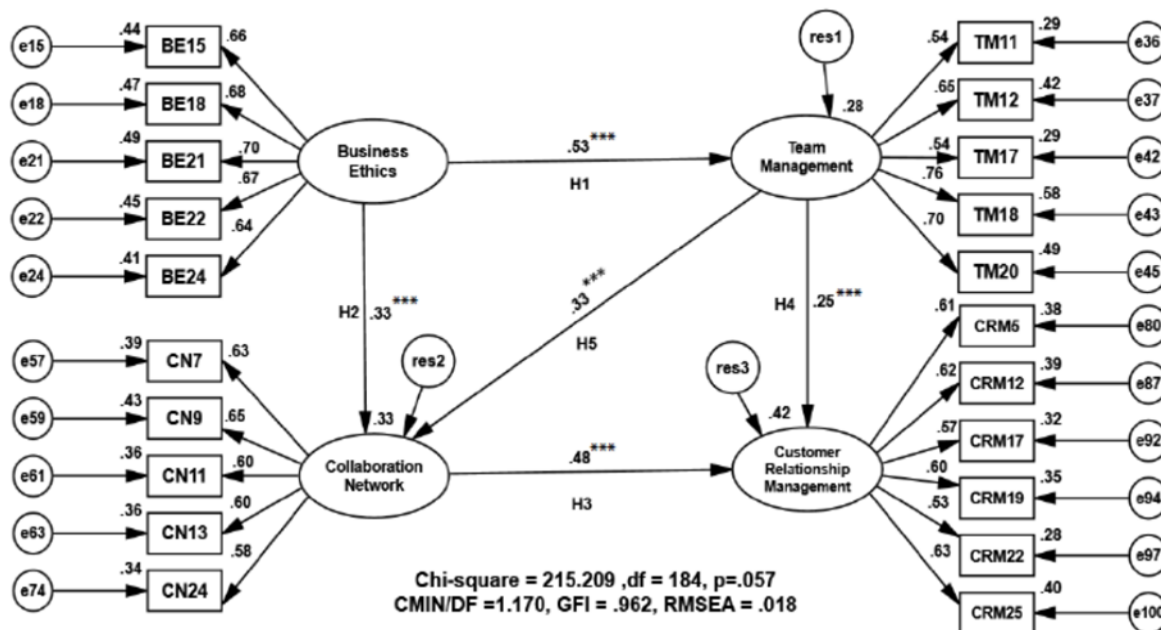 e15
.44
BE15
.66
e18
.47
BE18
.68
e21
.49
BE21
.70
e22
.45
BE22
.67
e24
.41
BE24
.64
Business
Ethics
.53***
H1
res1
.28
Team
Management
.54
TM11
.29
e36
.65
TM12
.42
e37
.54
TM17
.29
e42
.76
TM18
.58
e43
.70
TM20
.49
e45
H2
.33***
.33***
H5
H4
.25***
e57
.39
CN7
.63
e59
.43
CN9
.65
e61
.36
CN11
.60
e63
.36
CN13
.60
e74
.34
CN24
.58
res2
.33
Collaboration
Network
.48***
H3
res3
.42
Customer
Relationship
Management
.61
CRM5
.38
e80
.62
CRM12
.39
e87
.57
CRM17
.32
e92
.60
CRM19
.35
e94
.53
CRM22
.28
e97
.63
CRM25
.40
e100
Chi-square = 215.209 ,df = 184, p=.057
CMIN/DF =1.170, GFI = .962, RMSEA = .018